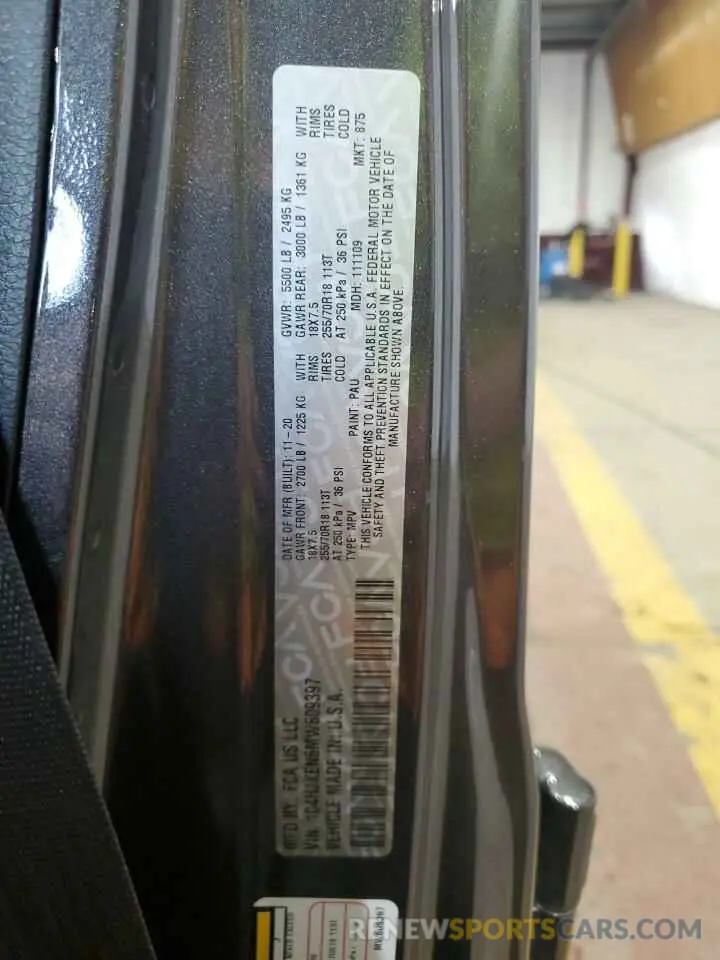 MFD BY: FCA US LLC
DATE OF MFR (BUILT): 11-20
GVWR: 5500 LB / 2495 KG
GAWR FRONT: 2700 LB / 1225 KG WITH
GAWR REAR: 3000 LB / 1361 KG WITH
18X7.5 RIMS
18X7.5 RIMS
255/70R18 113T TIRES
255/70R18 113T TIRES
AT 250 kPa / 36 PSI COLD
AT 250 kPa / 36 PSI COLD
VIN: 1C4HJXEN6MW609397
TYPE: MPV
PAINT: PAU
MDH: 111109
MKT: 875
VEHICLE MADE IN: U.S.A.
THIS VEHICLE CONFORMS TO ALL APPLICABLE U.S.A. FEDERAL MOTOR VEHICLE
SAFETY AND THEFT PREVENTION STANDARDS IN EFFECT ON THE DATE OF
MANUFACTURE SHOWN ABOVE.
RENEWSPORTSCARS.COM